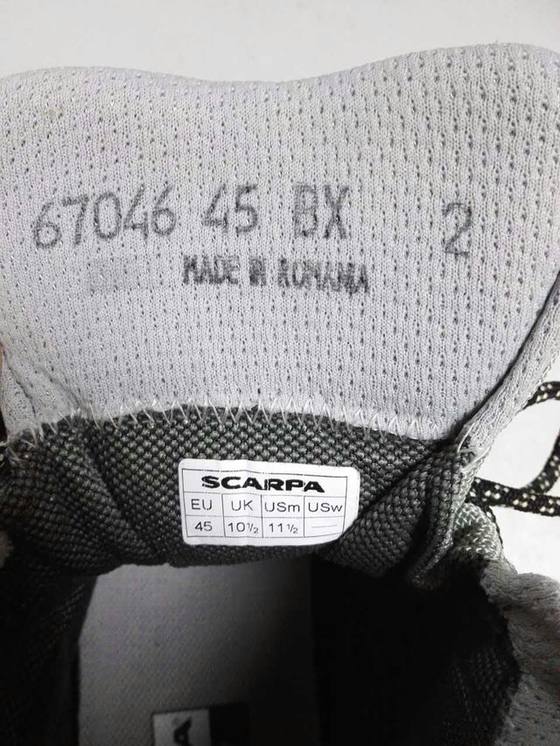 67046 45 BX 2
MADE IN ROMANIA
SCARPA
EU UK USm USw
45 10½ 11½
A